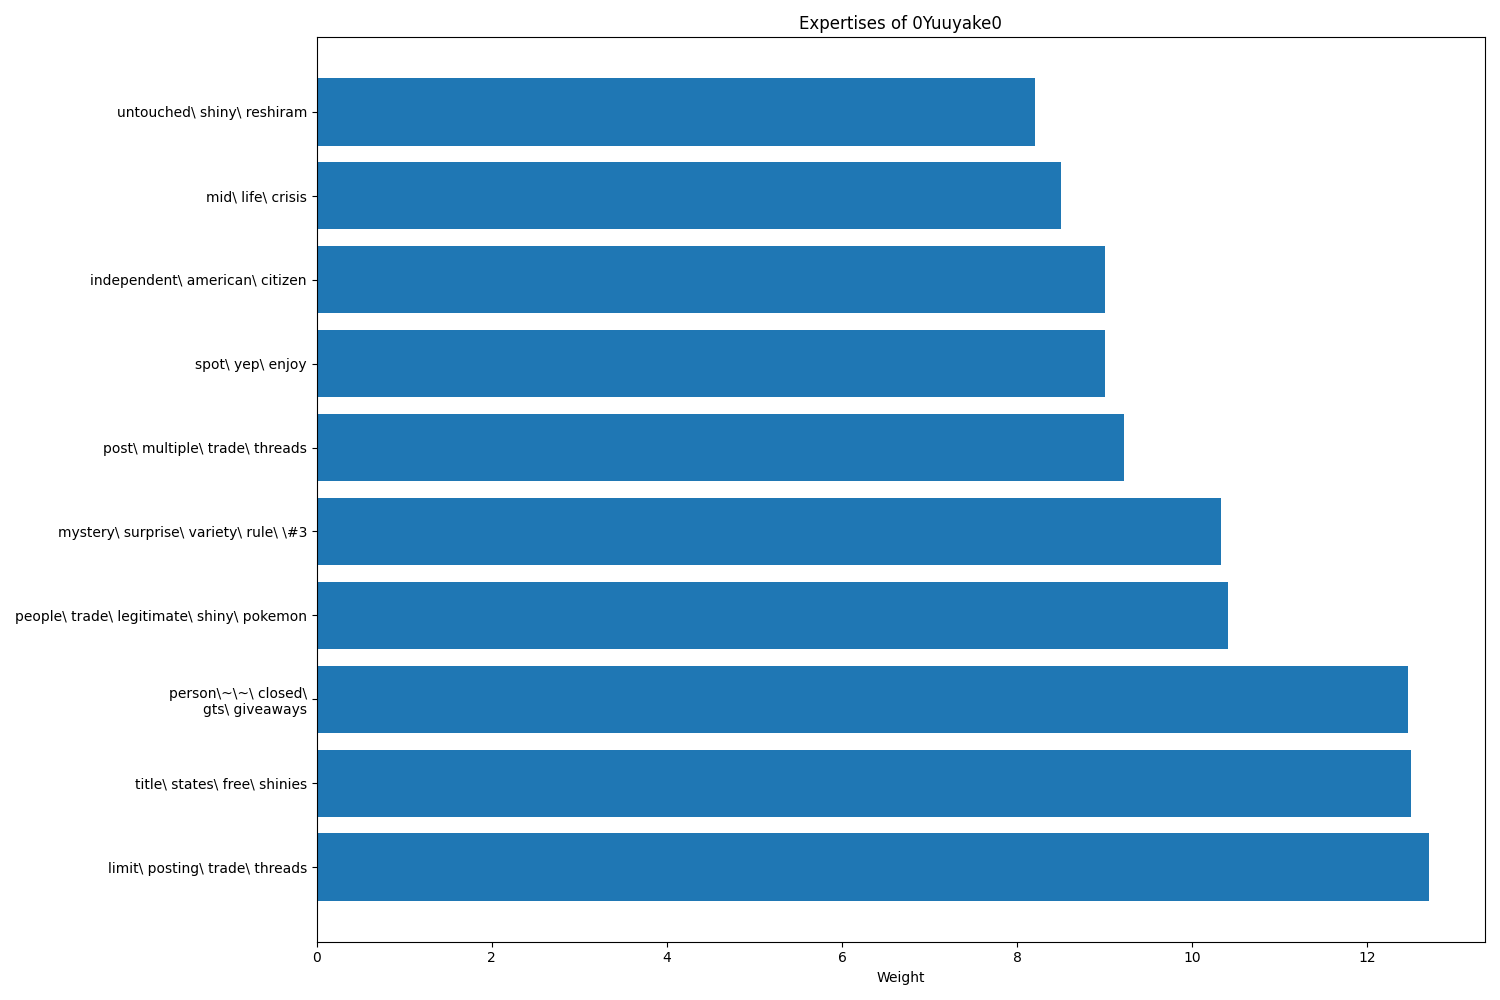 Expertises of 0Yuuyake0
untouched\ shiny\ reshiram
mid\ life\ crisis
independent\ american\ citizen
spot\ yep\ enjoy
post\ multiple\ trade\ threads
mystery\ surprise\ variety\ rule\ \#3
people\ trade\ legitimate\ shiny\ pokemon
person\~\~\ closed\
gts\ giveaways
title\ states\ free\ shinies
limit\ posting\ trade\ threads
0 2 4 6 8 10 12
Weight